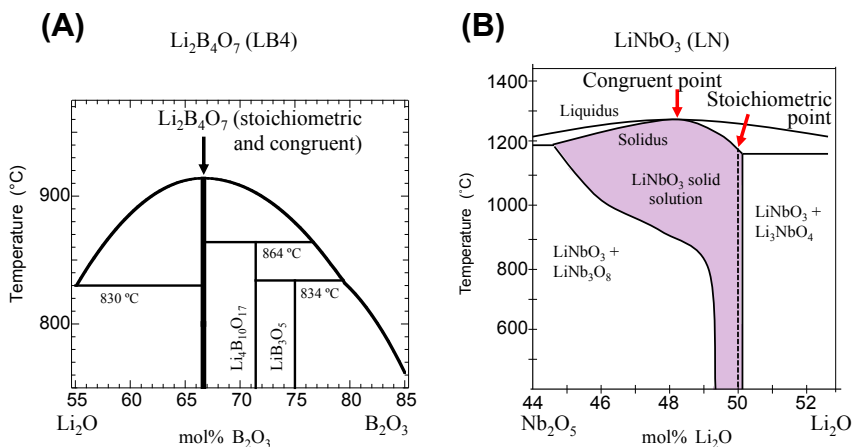 (A)
Li2B4O7 (LB4)
Li2B4O7 (stoichiometric
and congruent)
Temperature (°C)
900
800
864 ºC
830 ºC
834 ºC
Li4B10O17
LiB3O5
55 60 65 70 75 80 85
Li2O
mol% B2O3
B2O3
(B)
LiNbO3 (LN)
Congruent point
Stoichiometric
point
Liquidus
Solidus
LiNbO3 solid
solution
LiNbO3 +
Li3NbO4
LiNbO3 +
LiNb3O8
Temperature (°C)
1400
1200
1000
800
600
44 46 48 50 52
Nb2O5
mol% Li2O
Li2O